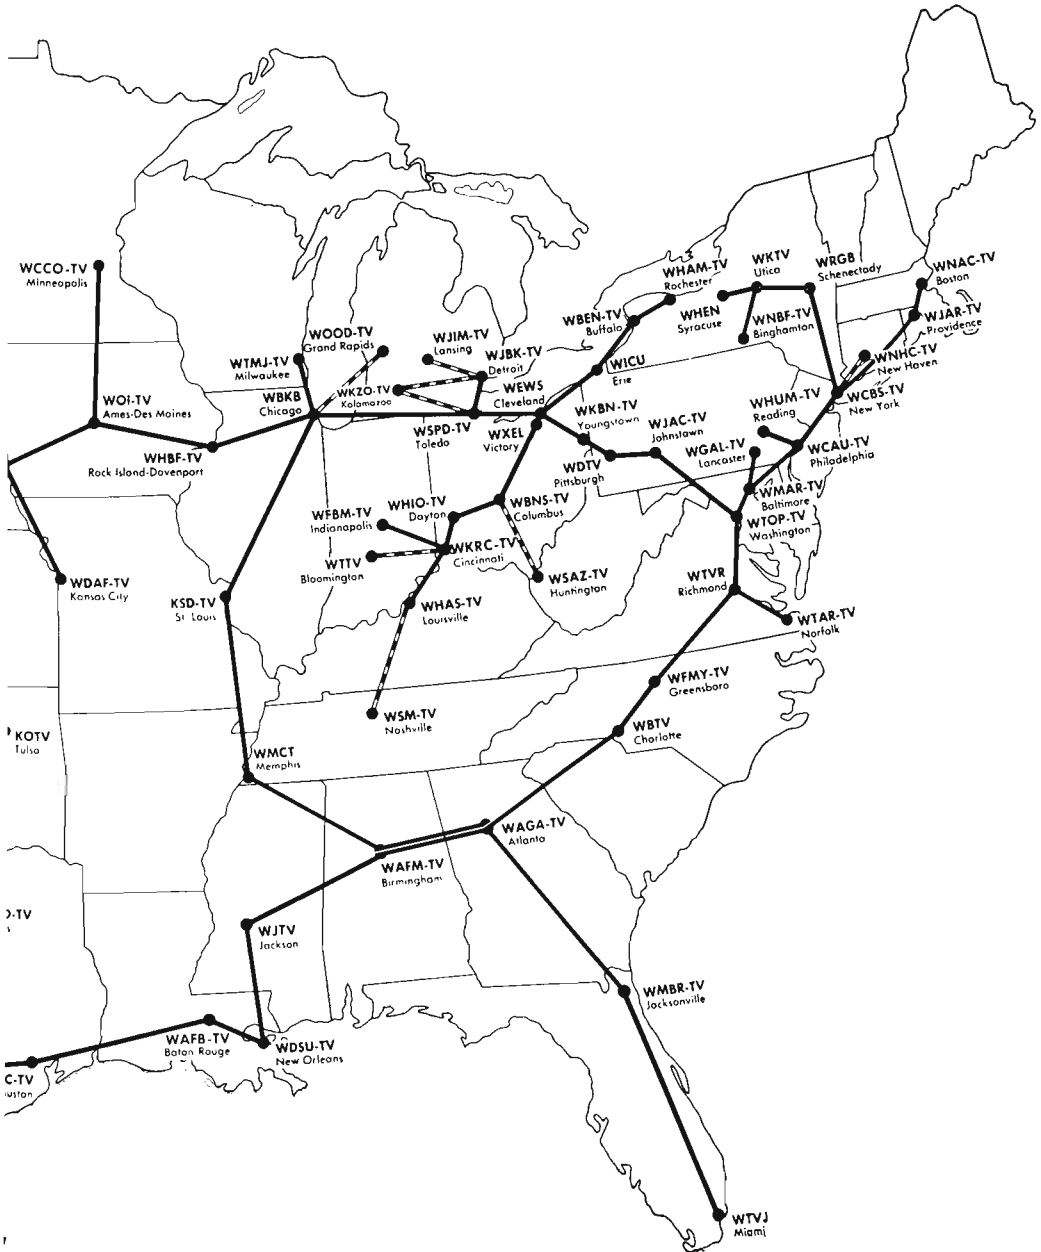 WCCO-TV
Minneapolis
WOI-TV
Ames-Des Moines
WHBF-TV
Rock Island-Davenport
WDAF-TV
Kansas City
KOTV
Tulsa
WTMJ-TV
Milwaukee
WOOD-TV
Grand Rapids
WBKB
Chicago
WKZO-TV
Kalamazoo
WJIM-TV
Lansing
WJBK-TV
Detroit
WEWS
Cleveland
WSPD-TV
Toledo
WXEL
Victory
WBEN-TV
Buffalo
WHAM-TV
Rochester
WICU
Erie
WHEN
Syracuse
WKTV
Utica
WNBF-TV
Binghamton
WRGB
Schenectady
WNAC-TV
Boston
WJAR-TV
Providence
WNHC-TV
New Haven
WCBS-TV
New York
WHUM-TV
Reading
WCAU-TV
Philadelphia
WGAL-TV
Lancaster
WMAR-TV
Baltimore
WTOP-TV
Washington
WKBN-TV
Youngstown
WDTV
Pittsburgh
WJAC-TV
Johnstown
WBNS-TV
Columbus
WHIO-TV
Dayton
WFBM-TV
Indianapolis
WTTV
Bloomington
WKRC-TV
Cincinnati
WSAZ-TV
Huntington
WHAS-TV
Louisville
WSM-TV
Nashville
KSD-TV
St Louis
WMCT
Memphis
WTVR
Richmond
WTAR-TV
Norfolk
WFMY-TV
Greensboro
WBTV
Charlotte
WAGA-TV
Atlanta
WAFM-TV
Birmingham
WJTV
Jackson
WAFB-TV
Baton Rouge
WDSU-TV
New Orleans
WMBR-TV
Jacksonville
WTVJ
Miami